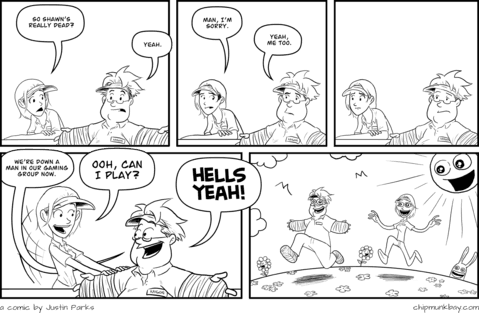 SO SHAWN'S
REALLY DEAD?
YEAH.
MAN, I'M
SORRY.
YEAH,
ME TOO.
WE'RE DOWN A
MAN IN OUR GAMING
GROUP NOW.
OOH, CAN
I PLAY?
HELLS
YEAH!
a comic by Justin Parks
chipmunkbay.com